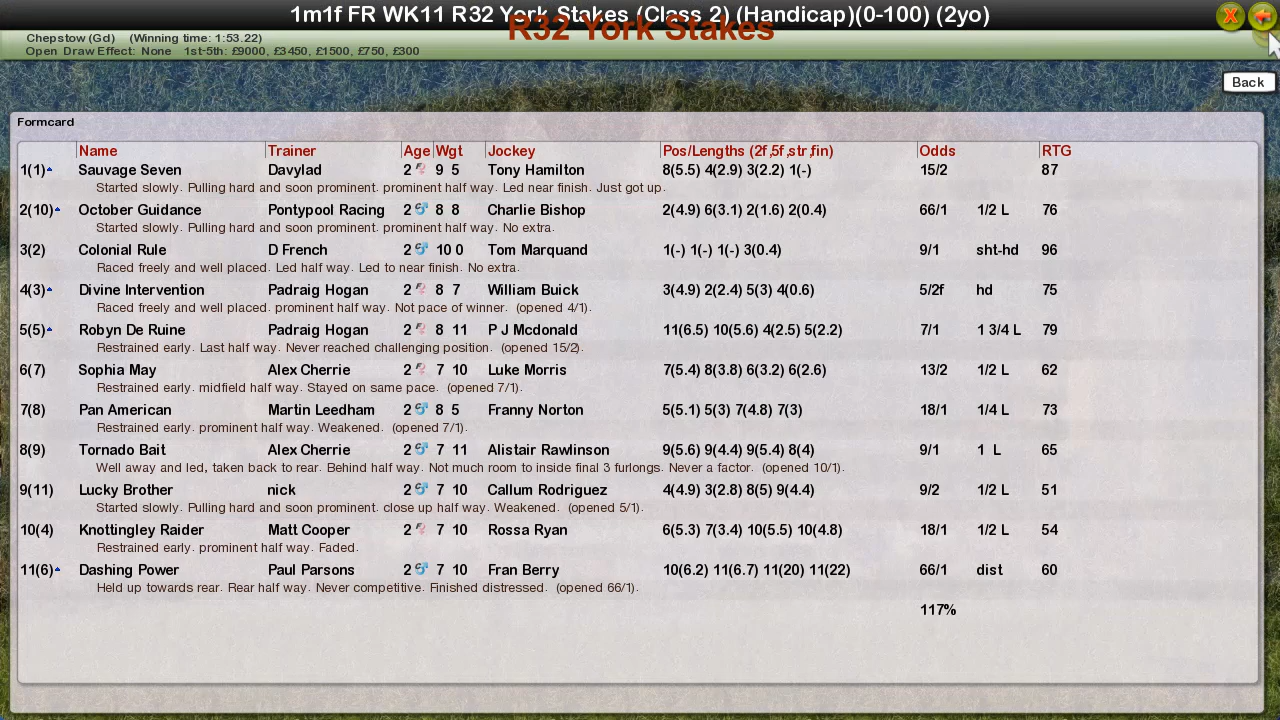 1m1f FR WK11 R32 York Stakes (Class 2) (Handicap)(0-100) (2yo)
R32 York Stakes
X
Chepstow (Gd) (Winning time: 1:53.22)
Open Draw Effect: None 1st-5th: £9000, £3450, £1500, £750, £300
Back
Formcard
Name Trainer Age Wgt Jockey Pos/Lengths (2f,5f,str,fin) Odds RTG
1(1) Sauvage Seven Davylad 2 9 5 Tony Hamilton 8(5.5) 4(2.9) 3(2.2) 1(-) 15/2 87
Started slowly. Pulling hard and soon prominent. prominent half way. Led near finish. Just got up.
2(10) October Guidance Pontypool Racing 2 8 8 Charlie Bishop 2(4.9) 6(3.1) 2(1.6) 2(0.4) 66/1 1/2 L 76
Started slowly. Pulling hard and soon prominent. prominent half way. No extra.
3(2) Colonial Rule D French 2 10 0 Tom Marquand 1(-) 1(-) 1(-) 3(0.4) 9/1 sht-hd 96
Raced freely and well placed. Led half way. Led to near finish. No extra.
4(3) Divine Intervention Padraig Hogan 2 8 7 William Buick 3(4.9) 2(2.4) 5(3) 4(0.6) 5/2f hd 75
Raced freely and well placed. prominent half way. Not pace of winner. (opened 4/1).
5(5) Robyn De Ruine Padraig Hogan 2 8 11 P J Mcdonald 11(6.5) 10(5.6) 4(2.5) 5(2.2) 7/1 1 3/4 L 79
Restrained early. Last half way. Never reached challenging position. (opened 15/2).
6(7) Sophia May Alex Cherrie 2 7 10 Luke Morris 7(5.4) 8(3.8) 6(3.2) 6(2.6) 13/2 1/2 L 62
Restrained early. midfield half way. Stayed on same pace. (opened 7/1).
7(8) Pan American Martin Leedham 2 8 5 Franny Norton 5(5.1) 5(3) 7(4.8) 7(3) 18/1 1/4 L 73
Restrained early. prominent half way. Weakened. (opened 7/1).
8(9) Tornado Bait Alex Cherrie 2 7 11 Alistair Rawlinson 9(5.6) 9(4.4) 9(5.4) 8(4) 9/1 1 L 65
Well away and led, taken back to rear. Behind half way. Not much room to inside final 3 furlongs. Never a factor. (opened 10/1).
9(11) Lucky Brother nick 2 7 10 Callum Rodriguez 4(4.9) 3(2.8) 8(5) 9(4.4) 9/2 1/2 L 51
Started slowly. Pulling hard and soon prominent. close up half way. Weakened. (opened 5/1).
10(4) Knottingley Raider Matt Cooper 2 7 10 Rossa Ryan 6(5.3) 7(3.4) 10(5.5) 10(4.8) 18/1 1/2 L 54
Restrained early. prominent half way. Faded.
11(6) Dashing Power Paul Parsons 2 7 10 Fran Berry 10(6.2) 11(6.7) 11(20) 11(22) 66/1 dist 60
Held up towards rear. Rear half way. Never competitive. Finished distressed. (opened 66/1).
117%